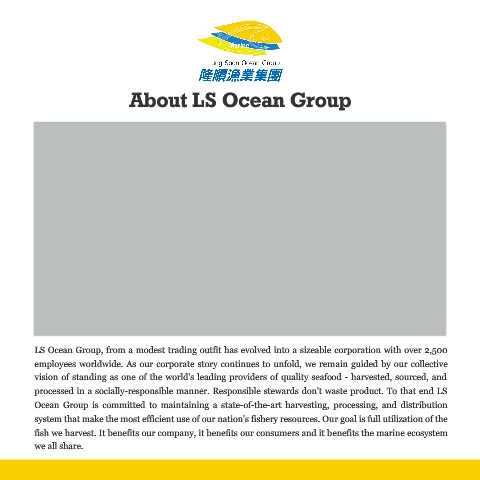 Lung Soon Ocean Group
隆順漁業集團
About LS Ocean Group
LS Ocean Group, from a modest trading outfit has evolved into a sizeable corporation with over 2,500
employees worldwide. As our corporate story continues to unfold, we remain guided by our collective
vision of standing as one of the world's leading providers of quality seafood - harvested, sourced, and
processed in a socially-responsible manner. Responsible stewards don't waste product. To that end LS
Ocean Group is committed to maintaining a state-of-the-art harvesting, processing, and distribution
system that make the most efficient use of our nation's fishery resources. Our goal is full utilization of the
fish we harvest. It benefits our company, it benefits our consumers and it benefits the marine ecosystem
we all share.